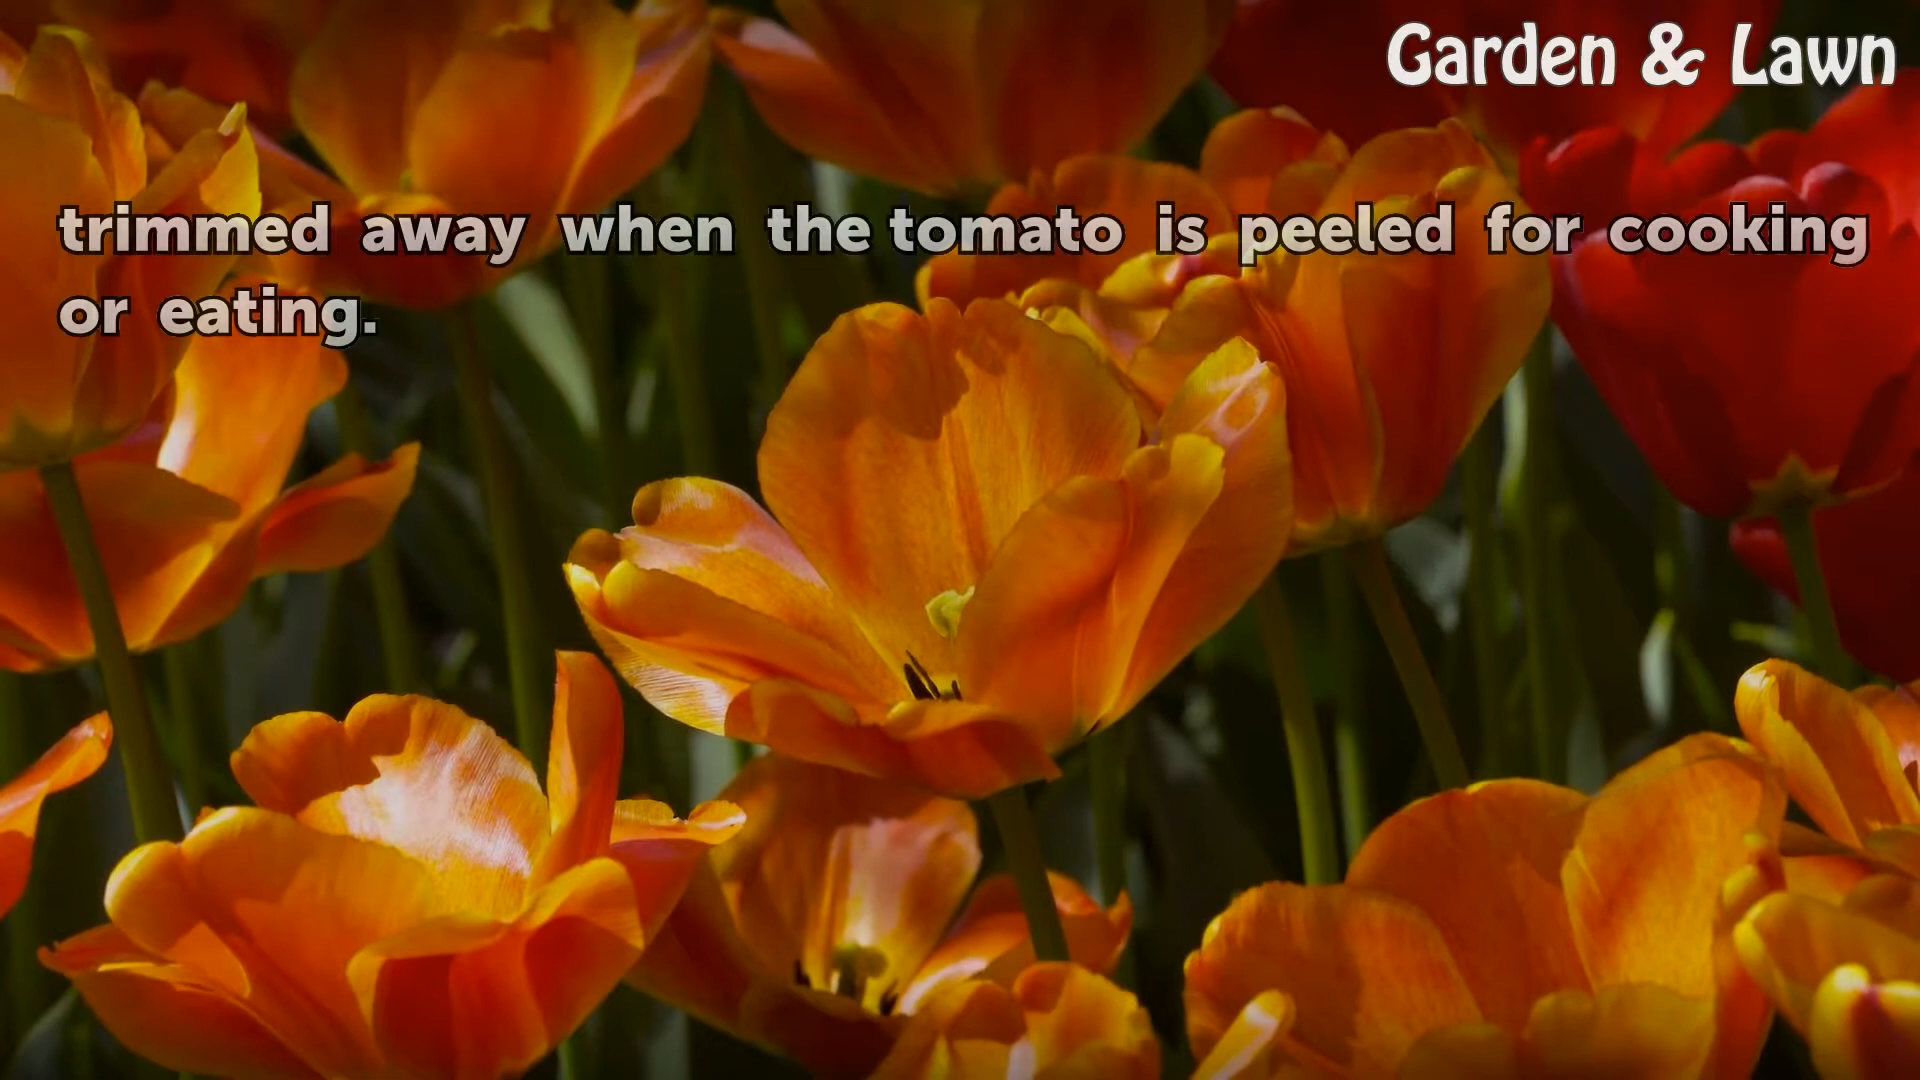 Garden & Lawn
trimmed away when the tomato is peeled for cooking
or eating.